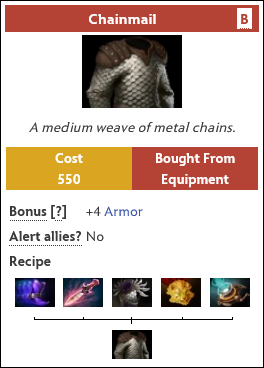 Chainmail B
A medium weave of metal chains.
Cost Bought From
550 Equipment
Bonus [?] +4 Armor
Alert allies? No
Recipe